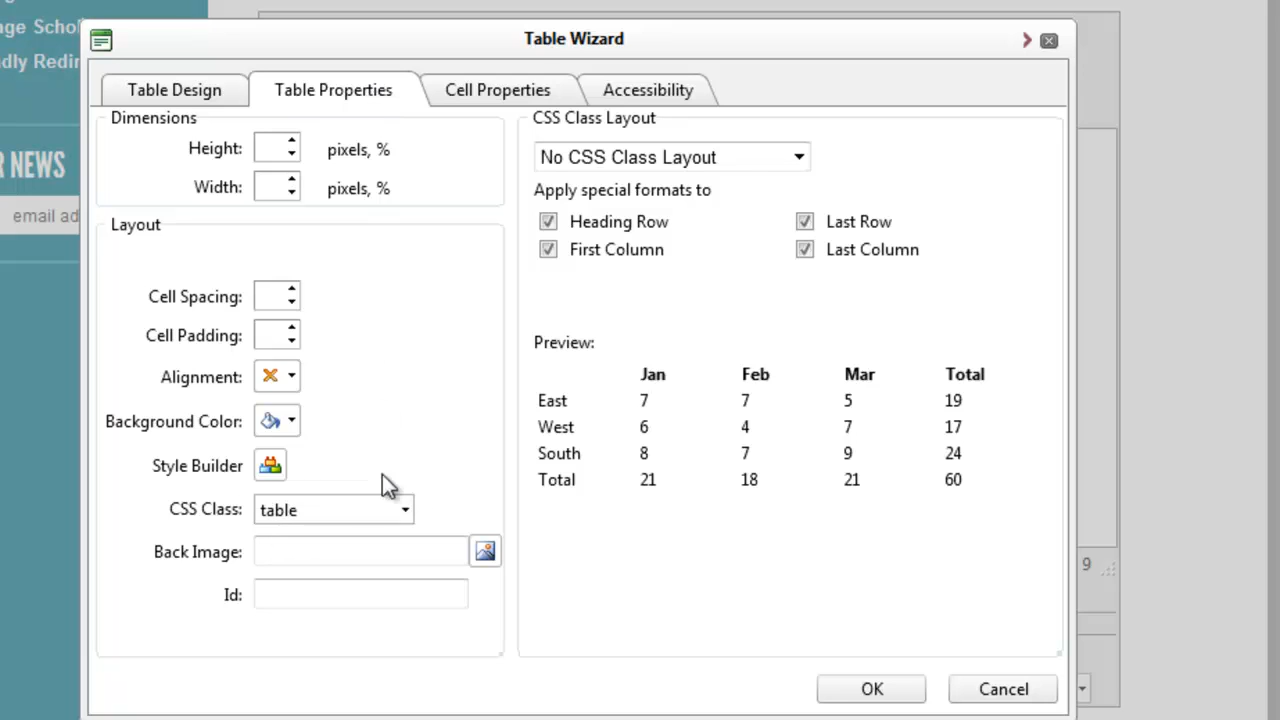 Table Wizard
Table Design
Table Properties
Cell Properties
Accessibility
Dimensions
Height:
pixels, %
Width:
pixels, %
Layout
Cell Spacing:
Cell Padding:
Alignment:
Background Color:
Style Builder
CSS Class: table
Back Image:
Id:
CSS Class Layout
No CSS Class Layout
Apply special formats to
Heading Row
Last Row
First Column
Last Column
Preview:
Jan Feb Mar Total
East 7 7 5 19
West 6 4 7 17
South 8 7 9 24
Total 21 18 21 60
OK
Cancel
NEWS
email
9